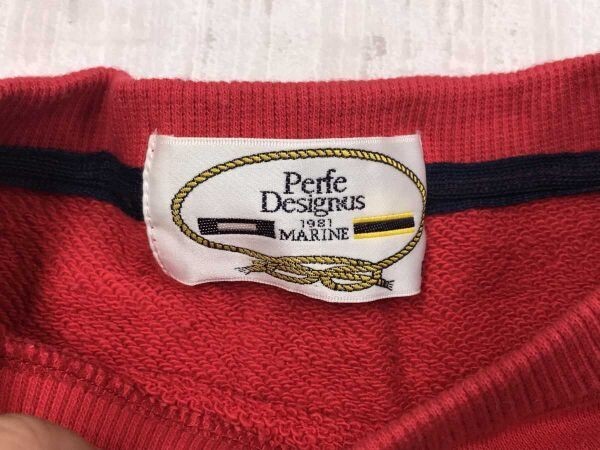 Perfe
Designus
1981
MARINE